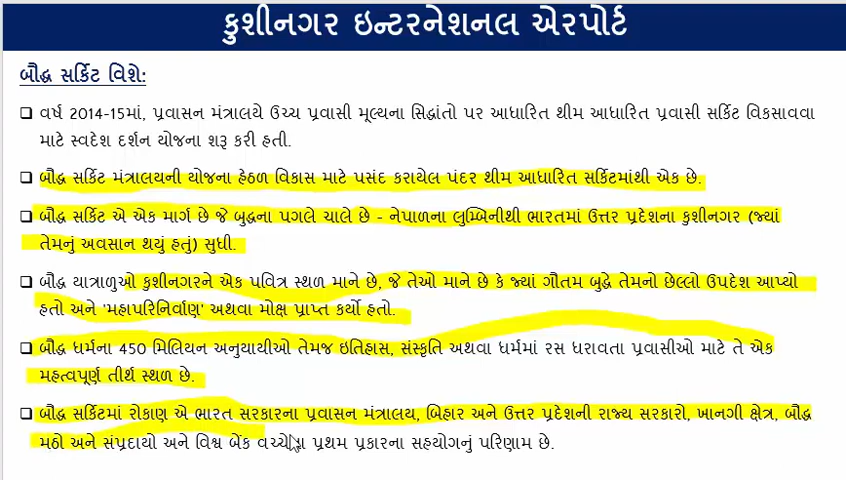 કુશીનગર ઇન્ટરનેશનલ એરપોર્ટ
બૌદ્ધ સર્કિટ વિશે:
❑ વર્ષ 2014-15માં, પ્રવાસન મંત્રાલયે ઉચ્ચ પ્રવાસી મૂલ્યના સિદ્ધાંતો પર આધારિત થીમ આધારિત પ્રવાસી સર્કિટ વિકસાવવા
માટે સ્વદેશ દર્શન યોજના શરૂ કરી હતી.
❑ બૌદ્ધ સર્કિટ મંત્રાલયની યોજના હેઠળ વિકાસ માટે પસંદ કરાયેલ પંદર થીમ આધારિત સર્કિટમાંથી એક છે.
❑ બૌદ્ધ સર્કિટ એ એક માર્ગ છે જે બુદ્ધના પગલે ચાલે છે - નેપાળના લુમ્બિનીથી ભારતમાં ઉત્તર પ્રદેશના કુશીનગર (જ્યાં
તેમનું અવસાન થયું હતું) સુધી.
❑ બૌદ્ધ યાત્રાળુઓ કુશીનગરને એક પવિત્ર સ્થળ માને છે, જે તેઓ માને છે કે જ્યાં ગૌતમ બુદ્ધે તેમનો છેલ્લો ઉપદેશ આપ્યો
હતો અને 'મહાપરિનિર્વાણ' અથવા મોક્ષ પ્રાપ્ત કર્યો હતો.
❑ બૌદ્ધ ધર્મના 450 મિલિયન અનુયાયીઓ તેમજ ઇતિહાસ, સંસ્કૃતિ અથવા ધર્મમાં રસ ધરાવતા પ્રવાસીઓ માટે તે એક
મહત્વપૂર્ણ તીર્થ સ્થળ છે.
❑ બૌદ્ધ સર્કિટમાં રોકાણ એ ભારત સરકારના પ્રવાસન મંત્રાલય, બિહાર અને ઉત્તર પ્રદેશની રાજ્ય સરકારો, ખાનગી ક્ષેત્ર, બૌદ્ધ
મઠો અને સંપ્રદાયો અને વિશ્વ બેંક વચ્ચેના પ્રથમ પ્રકારના સહયોગનું પરિણામ છે.